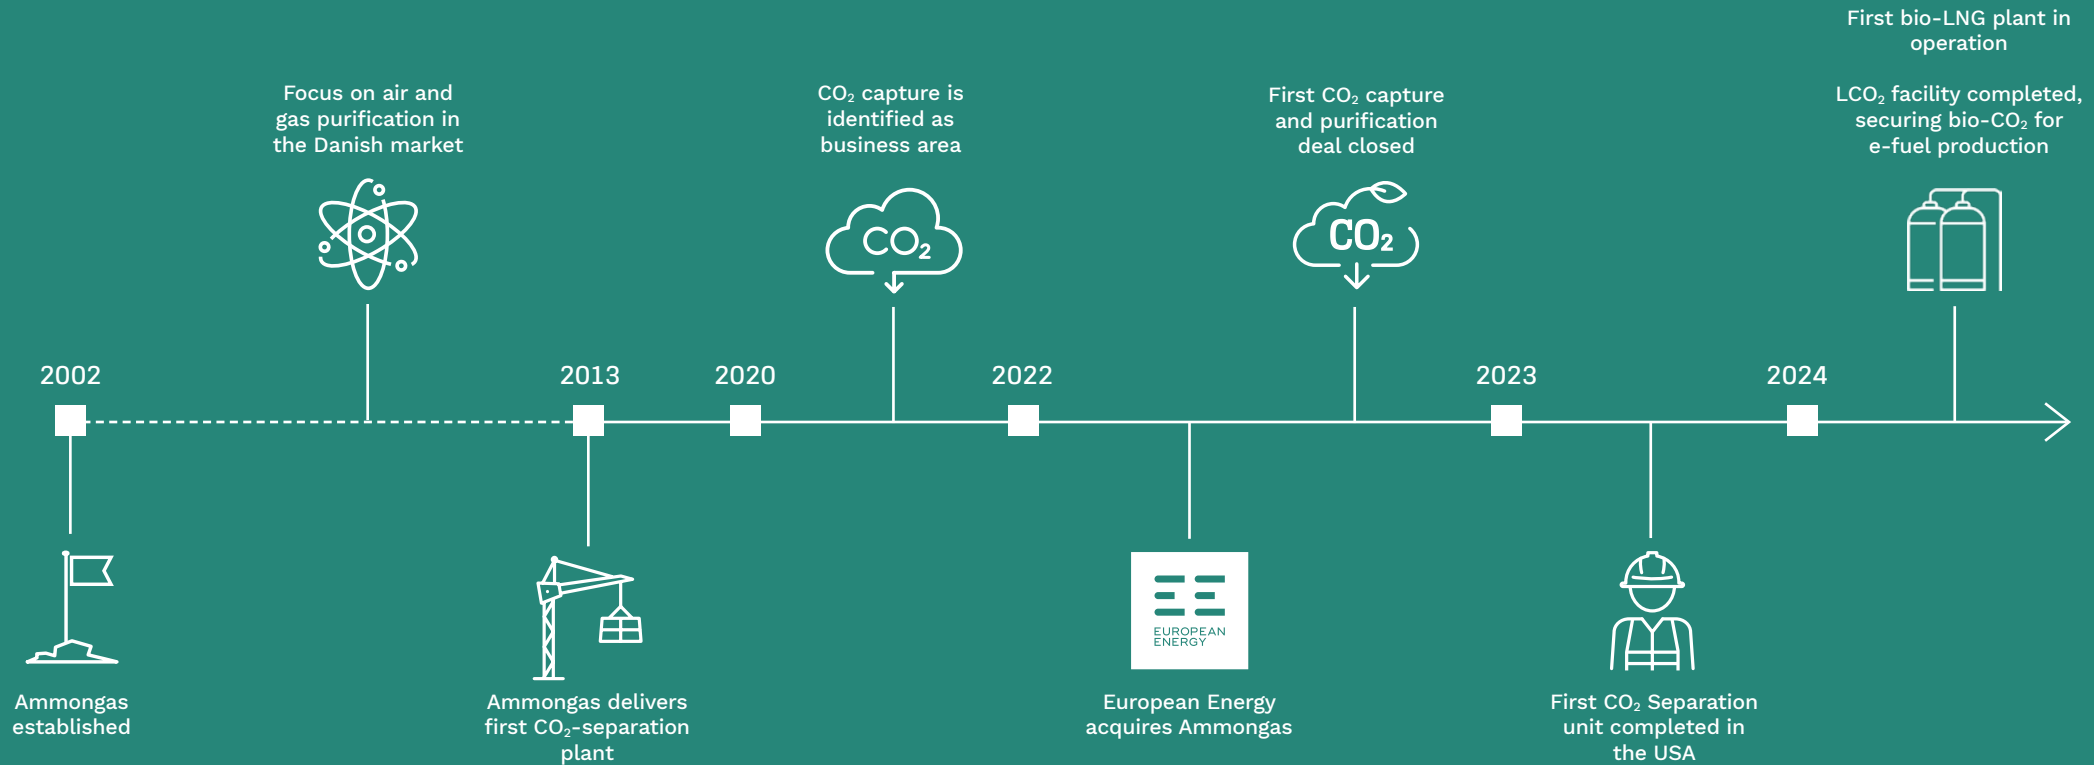 First bio-LNG plant in
operation
Focus on air and
gas purification in
the Danish market
CO₂ capture is
identified as
business area
First CO₂ capture
and purification
deal closed
LCO₂ facility completed,
securing bio-CO₂ for
e-fuel production
CO₂
CO₂
2002
2013
2020
2022
2023
2024
EUROPEAN
ENERGY
Ammongas
established
Ammongas delivers
first CO₂-separation
plant
European Energy
acquires Ammongas
First CO₂ Separation
unit completed in
the USA